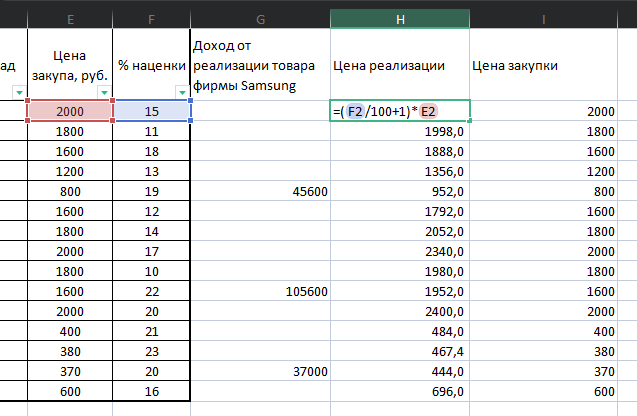 E F G H I
ад Цена закупа, руб. % наценки Доход от реализации товара фирмы Samsung Цена реализации Цена закупки
2000 15 =(F2/100+1)*E2 2000
1800 11 1998,0 1800
1600 18 1888,0 1600
1200 13 1356,0 1200
800 19 45600 952,0 800
1600 12 1792,0 1600
1800 14 2052,0 1800
2000 17 2340,0 2000
1800 10 1980,0 1800
1600 22 105600 1952,0 1600
2000 20 2400,0 2000
400 21 484,0 400
380 23 467,4 380
370 20 37000 444,0 370
600 16 696,0 600